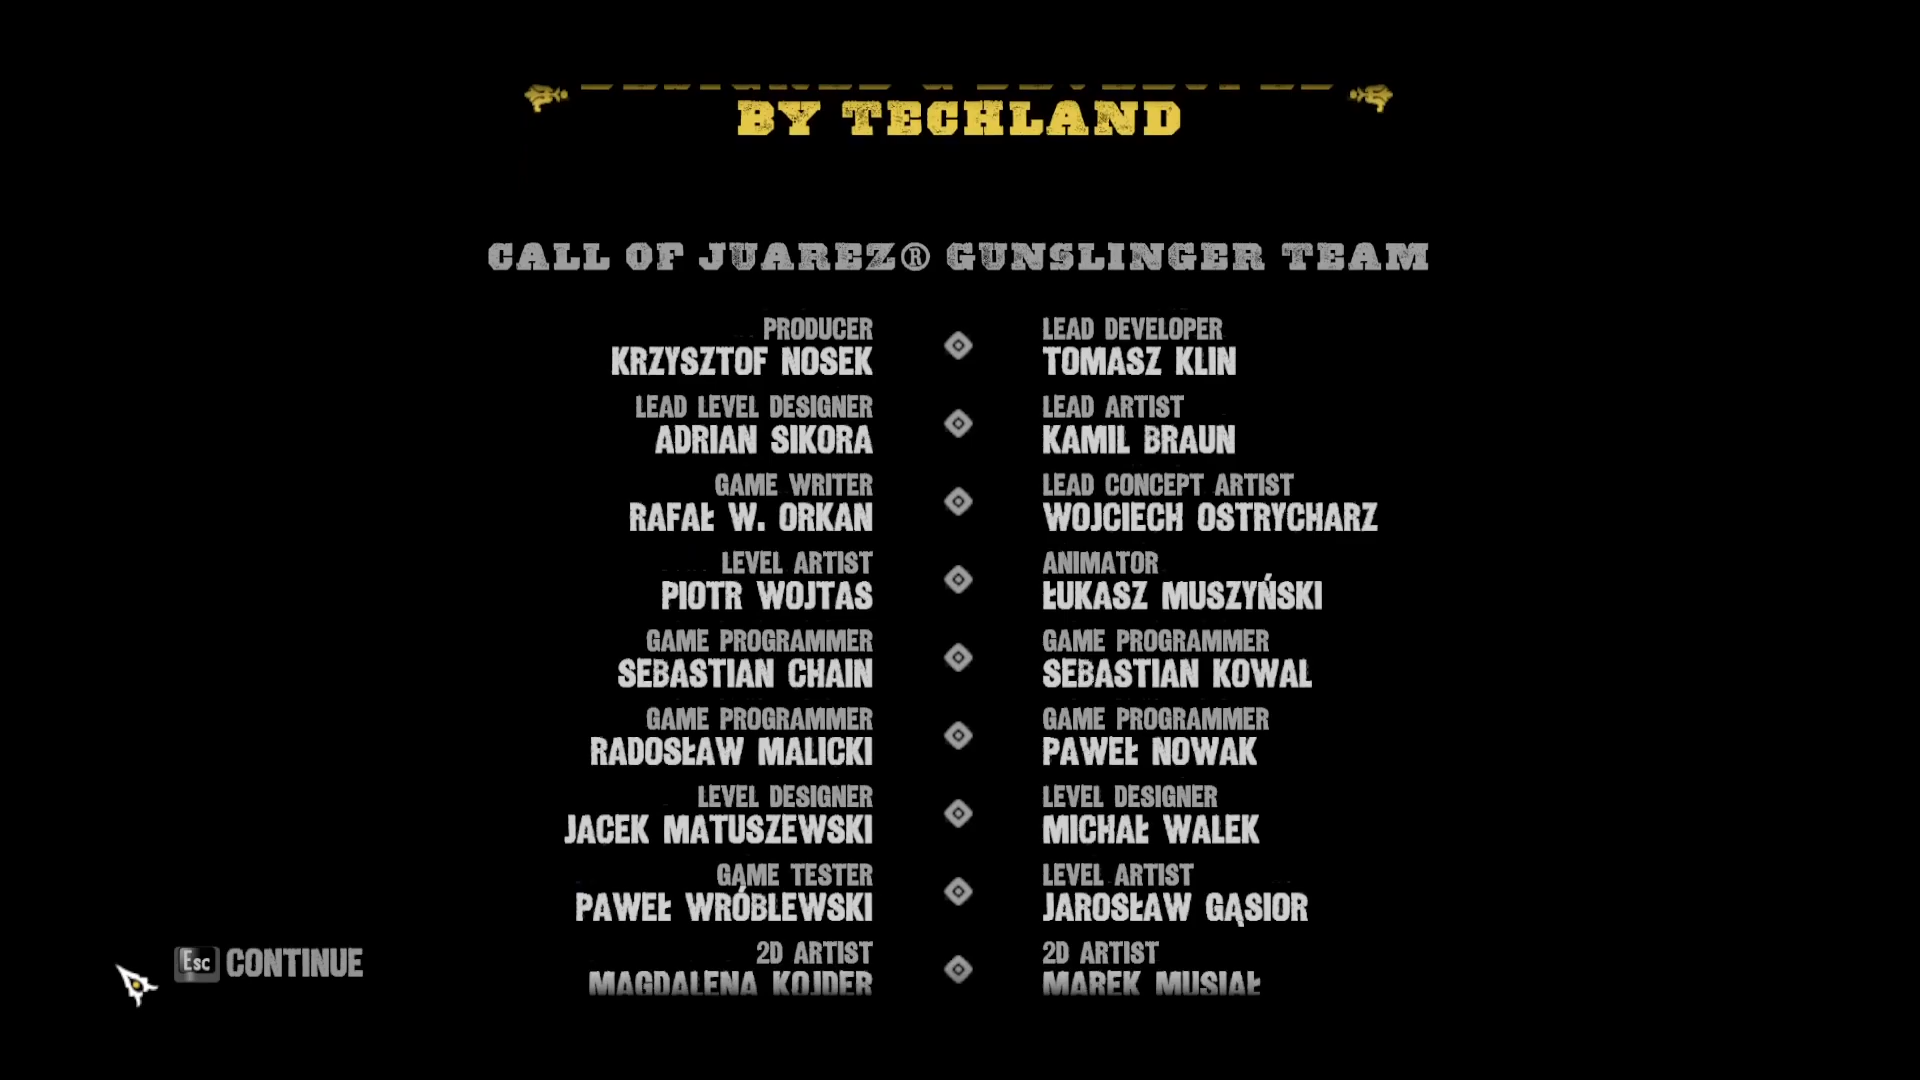 DESIGNED & DEVELOPED
BY TECHLAND
CALL OF JUAREZ® GUNSLINGER TEAM
PRODUCER
KRZYSZTOF NOSEK
LEAD DEVELOPER
TOMASZ KLIN
LEAD LEVEL DESIGNER
ADRIAN SIKORA
LEAD ARTIST
KAMIL BRAUN
GAME WRITER
RAFAŁ W. ORKAN
LEAD CONCEPT ARTIST
WOJCIECH OSTRYCHARZ
LEVEL ARTIST
PIOTR WOJTAS
ANIMATOR
ŁUKASZ MUSZYŃSKI
GAME PROGRAMMER
SEBASTIAN CHAIN
GAME PROGRAMMER
SEBASTIAN KOWAL
GAME PROGRAMMER
RADOSŁAW MALICKI
GAME PROGRAMMER
PAWEŁ NOWAK
LEVEL DESIGNER
JACEK MATUSZEWSKI
LEVEL DESIGNER
MICHAŁ WALEK
GAME TESTER
PAWEŁ WRÓBLEWSKI
LEVEL ARTIST
JAROSŁAW GĄSIOR
2D ARTIST
MAGDALENA KOJDER
2D ARTIST
MAREK MUSIAŁ
Esc CONTINUE